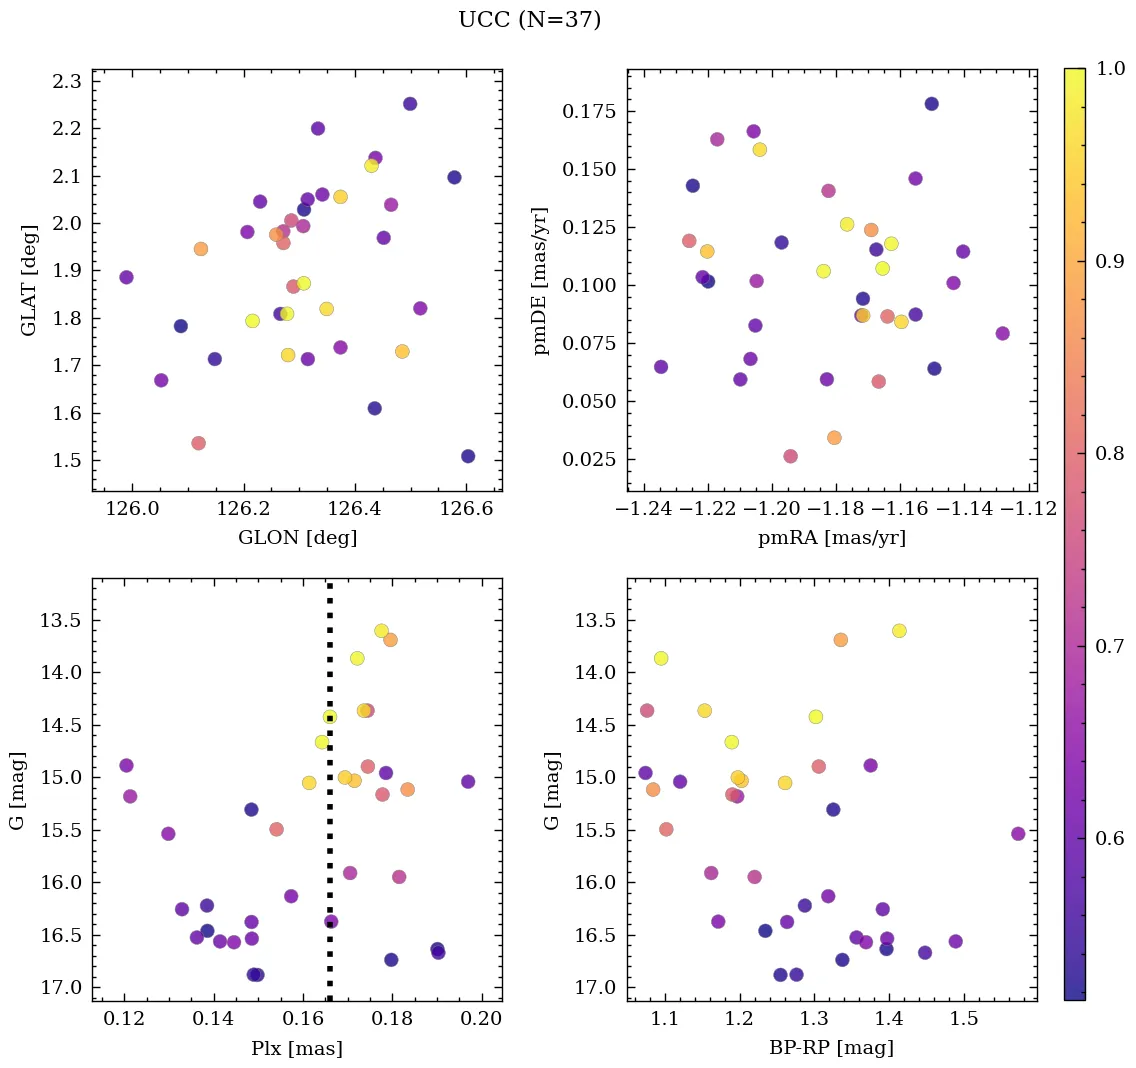 UCC (N=37)
2.3
2.2
2.1
2.0
1.9
1.8
1.7
1.6
1.5
GLAT [deg]
126.0 126.2 126.4 126.6
GLON [deg]
0.175
0.150
0.125
0.100
0.075
0.050
0.025
pmDE [mas/yr]
−1.24 −1.22 −1.20 −1.18 −1.16 −1.14 −1.12
pmRA [mas/yr]
13.5
14.0
14.5
15.0
15.5
16.0
16.5
17.0
G [mag]
0.12 0.14 0.16 0.18 0.20
Plx [mas]
13.5
14.0
14.5
15.0
15.5
16.0
16.5
17.0
G [mag]
1.1 1.2 1.3 1.4 1.5
BP-RP [mag]
1.0
0.9
0.8
0.7
0.6